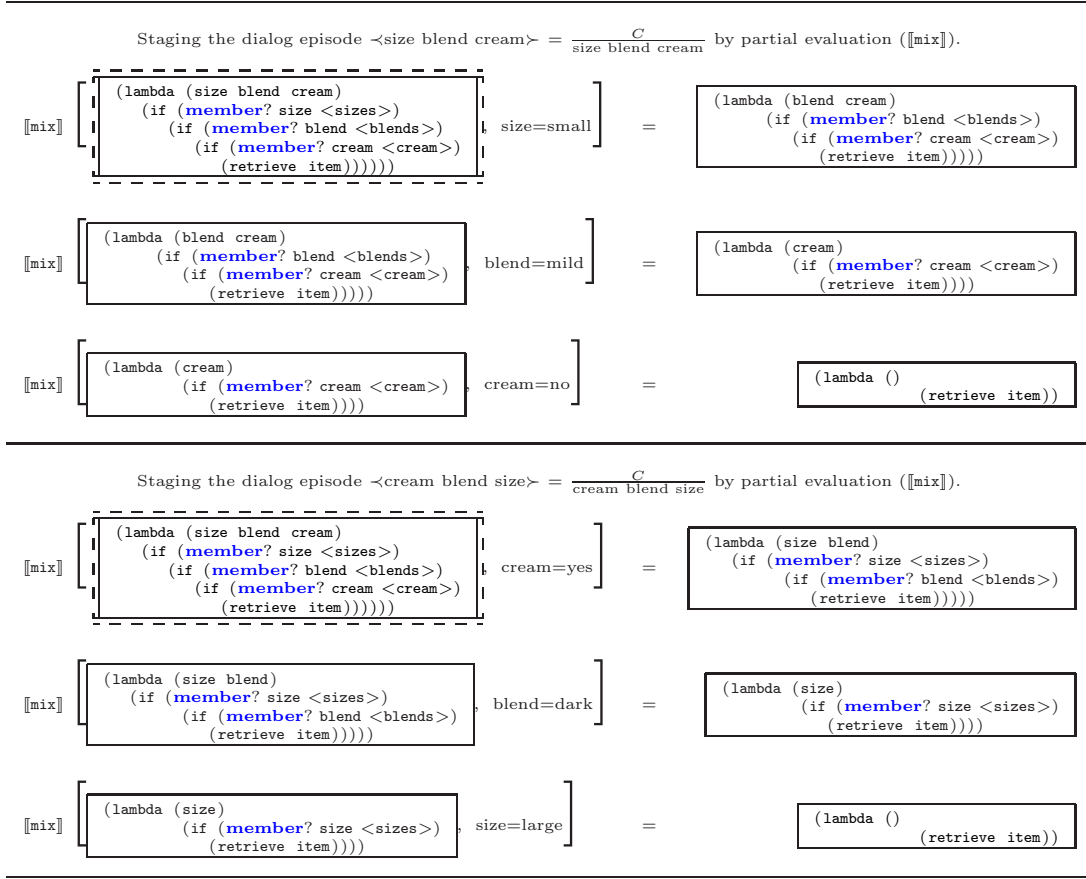 Staging the dialog episode ≺size blend cream≻ = C / size blend cream by partial evaluation (⟦mix⟧).
(lambda (size blend cream)
(if (member? size <sizes>)
⟦mix⟧ [ (if (member? blend <blends>) , size=small ] =
(if (member? cream <cream>)
(retrieve item))))))
(lambda (blend cream)
(if (member? blend <blends>)
(if (member? cream <cream>)
(retrieve item)))))
(lambda (blend cream)
(if (member? blend <blends>)
⟦mix⟧ [ (if (member? cream <cream>) , blend=mild ] =
(retrieve item)))))
(lambda (cream)
(if (member? cream <cream>)
(retrieve item))))
(lambda (cream)
⟦mix⟧ [ (if (member? cream <cream>) , cream=no ] =
(retrieve item))))
(lambda ()
(retrieve item))
Staging the dialog episode ≺cream blend size≻ = C / cream blend size by partial evaluation (⟦mix⟧).
(lambda (size blend cream)
(if (member? size <sizes>)
⟦mix⟧ [ (if (member? blend <blends>) , cream=yes ] =
(if (member? cream <cream>)
(retrieve item))))))
(lambda (size blend)
(if (member? size <sizes>)
(if (member? blend <blends>)
(retrieve item)))))
(lambda (size blend)
(if (member? size <sizes>)
⟦mix⟧ [ (if (member? blend <blends>) , blend=dark ] =
(retrieve item)))))
(lambda (size)
(if (member? size <sizes>)
(retrieve item))))
(lambda (size)
⟦mix⟧ [ (if (member? size <sizes>) , size=large ] =
(retrieve item))))
(lambda ()
(retrieve item))